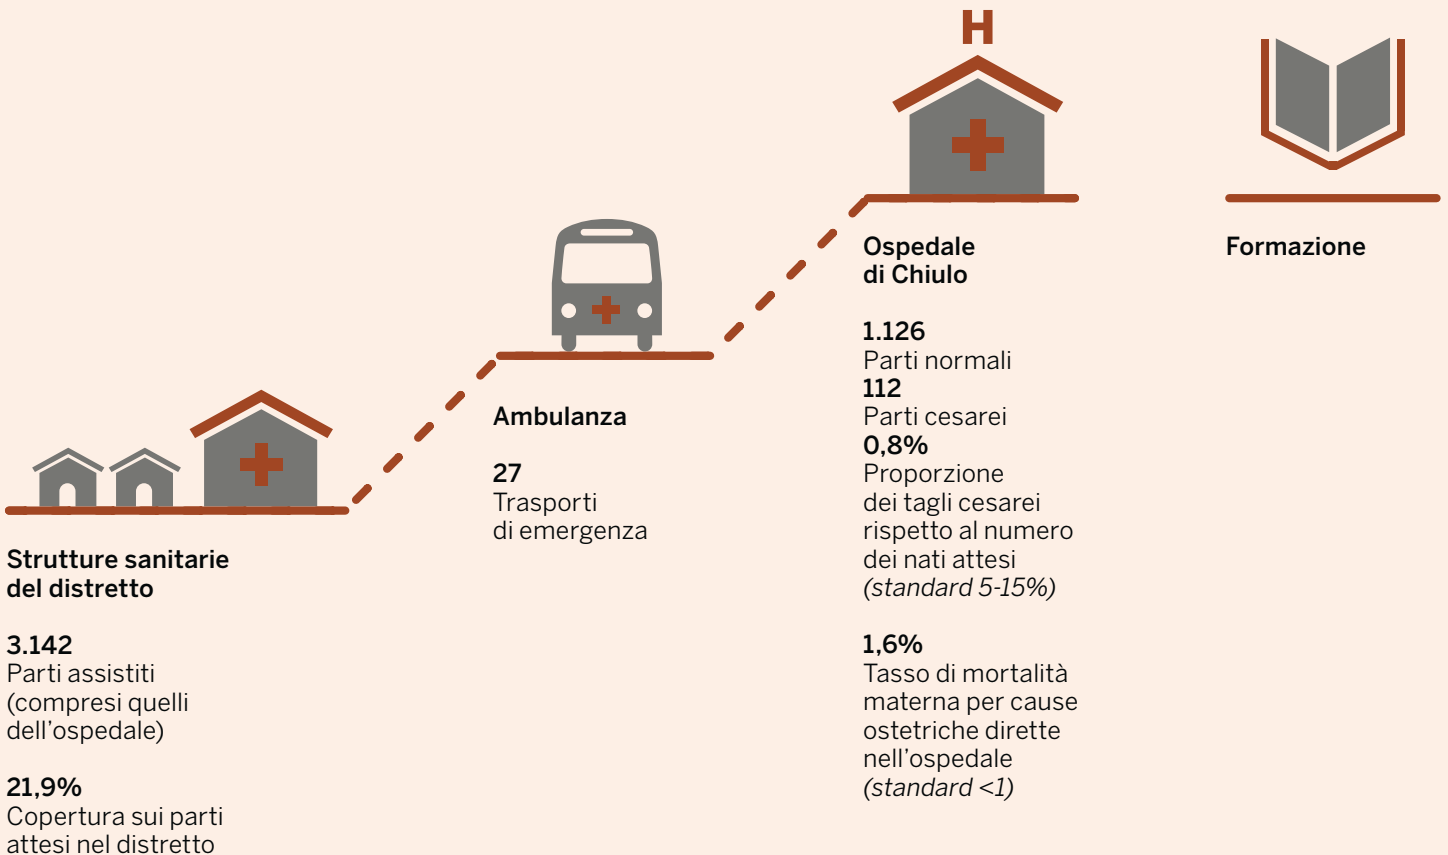 Strutture sanitarie
del distretto
3.142
Parti assistiti
(compresi quelli
dell’ospedale)
21,9%
Copertura sui parti
attesi nel distretto
Ambulanza
27
Trasporti
di emergenza
H
Ospedale
di Chiulo
1.126
Parti normali
112
Parti cesarei
0,8%
Proporzione
dei tagli cesarei
rispetto al numero
dei nati attesi
(standard 5-15%)
1,6%
Tasso di mortalità
materna per cause
ostetriche dirette
nell’ospedale
(standard <1)
Formazione